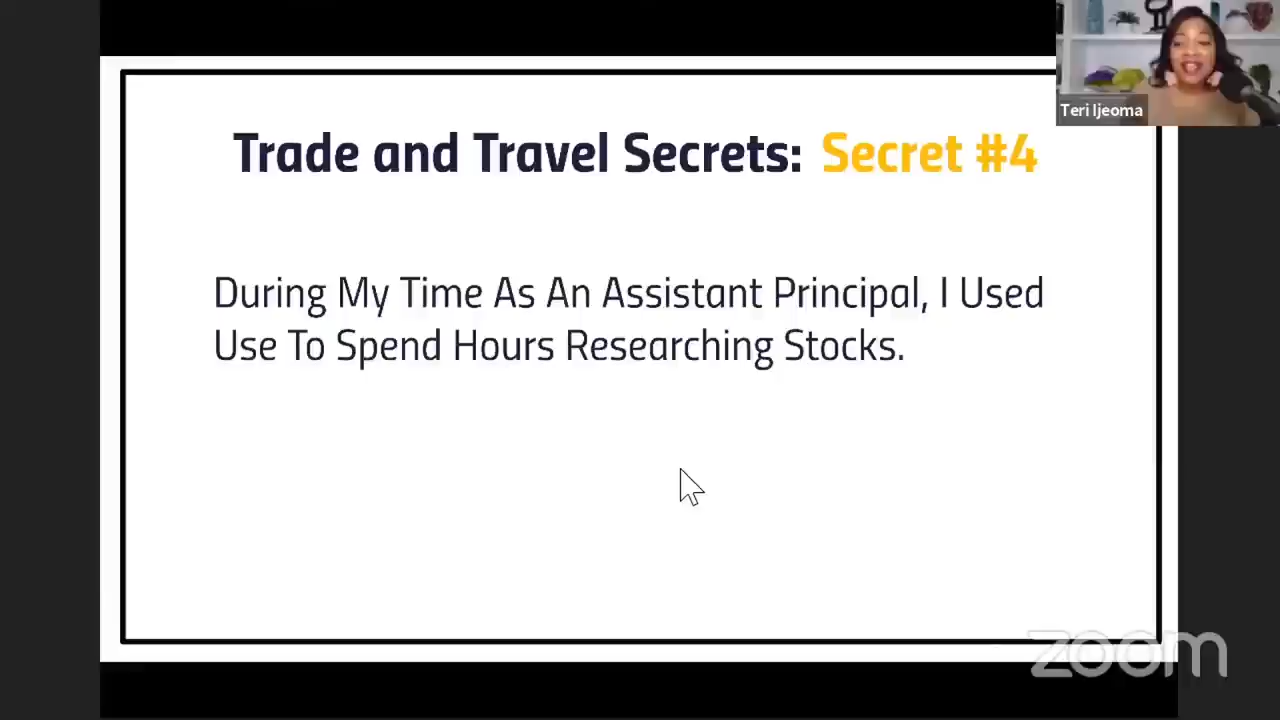 Teri Ijeoma
Trade and Travel Secrets: Secret #4
During My Time As An Assistant Principal, I Used
Use To Spend Hours Researching Stocks.
zoom